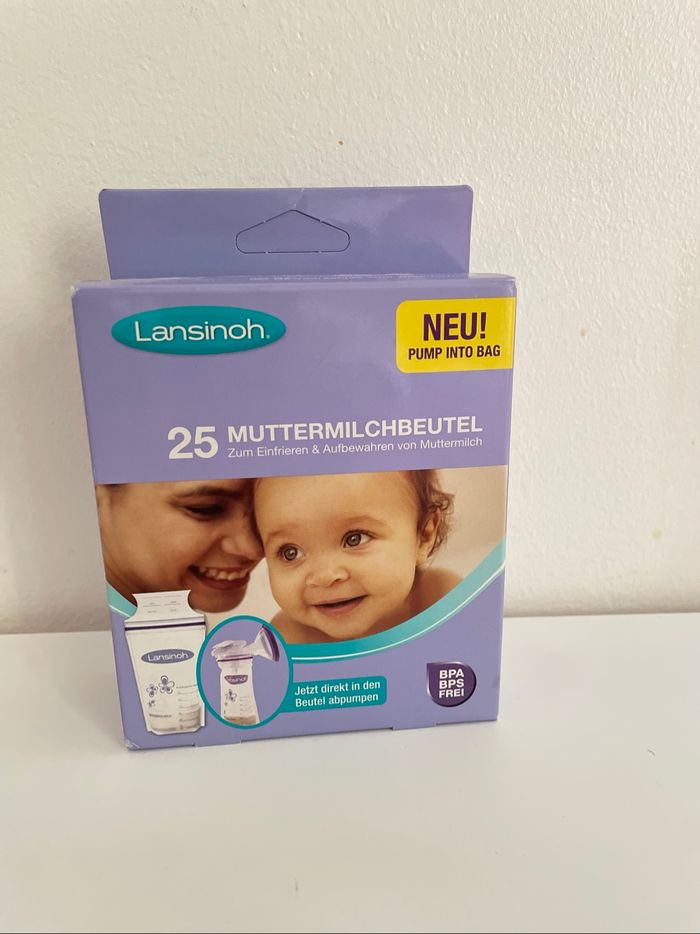 Lansinoh®
NEU!
PUMP INTO BAG
25 MUTTERMILCHBEUTEL
Zum Einfrieren & Aufbewahren von Muttermilch
Lansinoh
Jetzt direkt in den
Beutel abpumpen
BPA
BPS
FREI